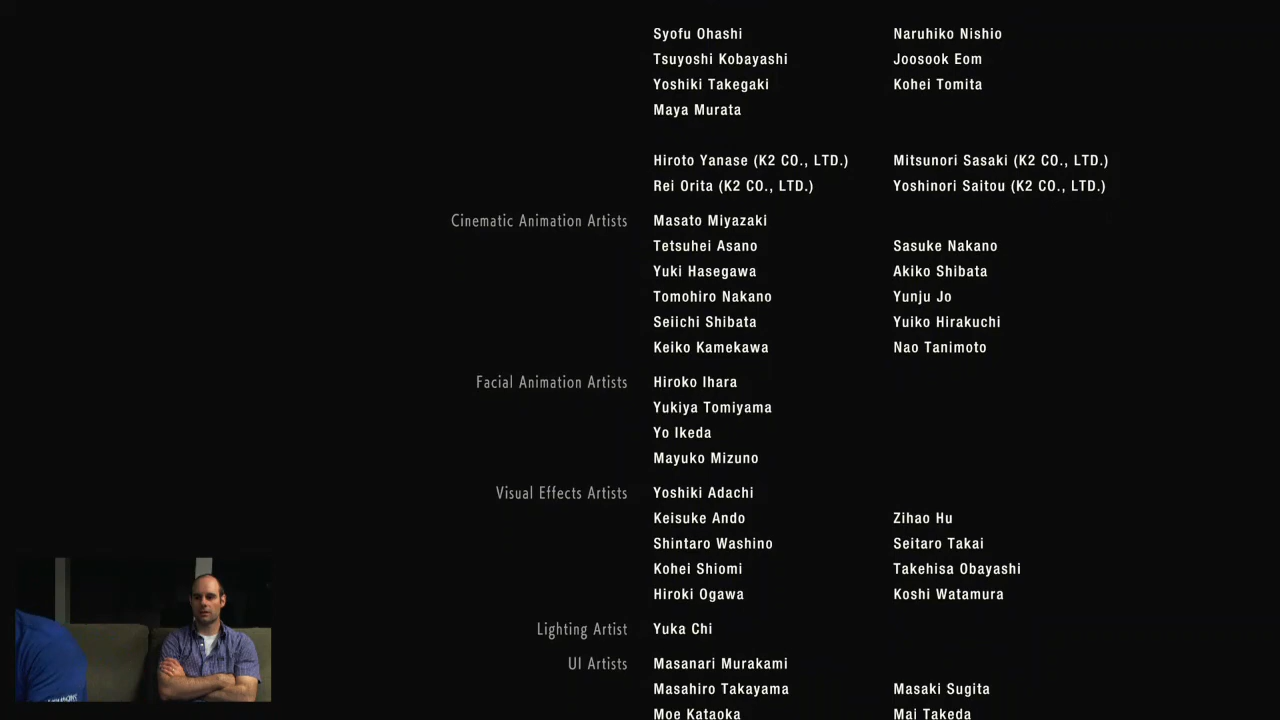 Syofu Ohashi Naruhiko Nishio
Tsuyoshi Kobayashi Joosook Eom
Yoshiki Takegaki Kohei Tomita
Maya Murata
Hiroto Yanase (K2 CO., LTD.) Mitsunori Sasaki (K2 CO., LTD.)
Rei Orita (K2 CO., LTD.) Yoshinori Saitou (K2 CO., LTD.)
Cinematic Animation Artists Masato Miyazaki
Tetsuhei Asano Sasuke Nakano
Yuki Hasegawa Akiko Shibata
Tomohiro Nakano Yunju Jo
Seiichi Shibata Yuiko Hirakuchi
Keiko Kamekawa Nao Tanimoto
Facial Animation Artists Hiroko Ihara
Yukiya Tomiyama
Yo Ikeda
Mayuko Mizuno
Visual Effects Artists Yoshiki Adachi
Keisuke Ando Zihao Hu
Shintaro Washino Seitaro Takai
Kohei Shiomi Takehisa Obayashi
Hiroki Ogawa Koshi Watamura
Lighting Artist Yuka Chi
UI Artists Masanari Murakami
Masahiro Takayama Masaki Sugita
Moe Kataoka Mai Takeda